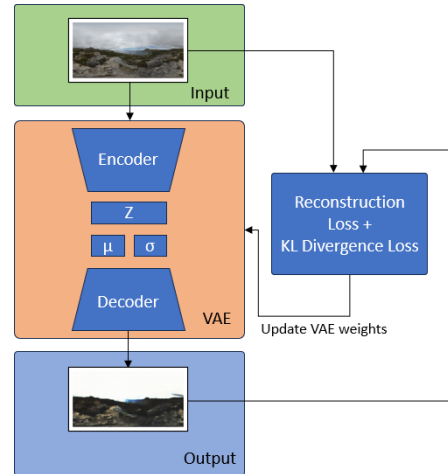 Input
Encoder
Z
μ
σ
Decoder
VAE
Reconstruction
Loss +
KL Divergence Loss
Update VAE weights
Output